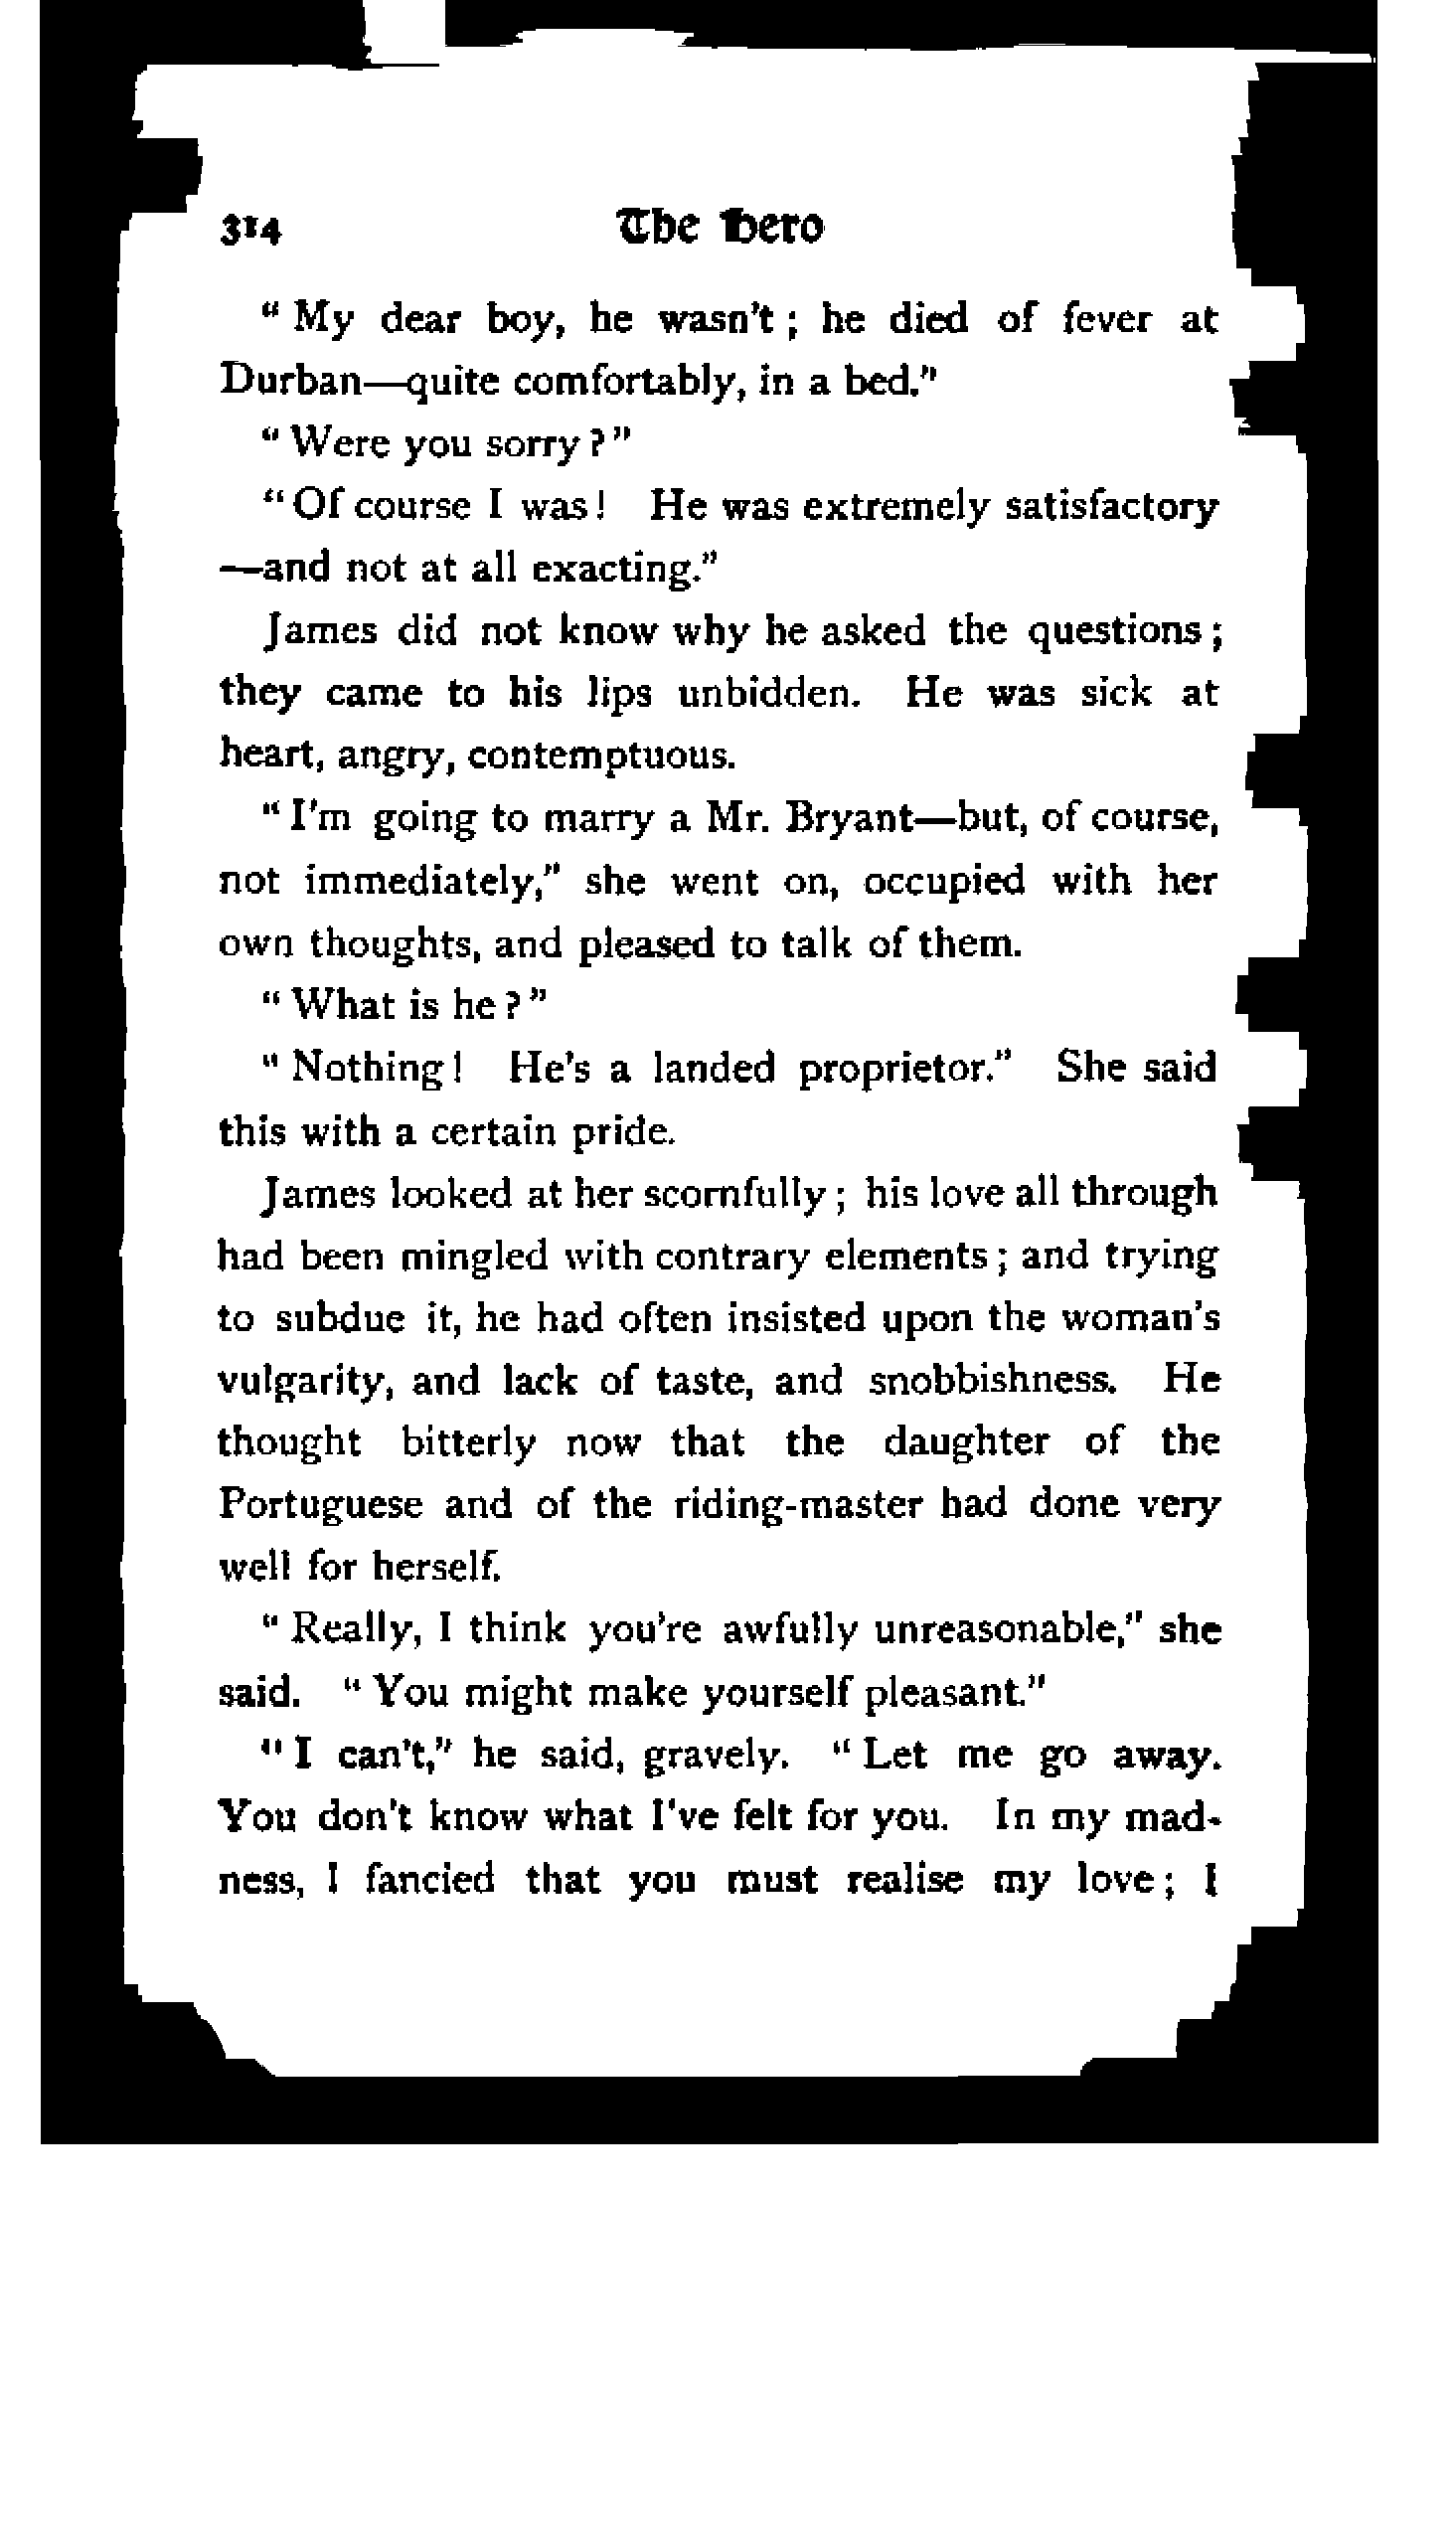 314 The Hero
“ My dear boy, he wasn't ; he died of fever at
Durban—quite comfortably, in a bed.”
“ Were you sorry ? ”
“ Of course I was ! He was extremely satisfactory
—and not at all exacting.”
James did not know why he asked the questions ;
they came to his lips unbidden. He was sick at
heart, angry, contemptuous.
“ I'm going to marry a Mr. Bryant—but, of course,
not immediately,” she went on, occupied with her
own thoughts, and pleased to talk of them.
“ What is he ? ”
“ Nothing ! He's a landed proprietor.” She said
this with a certain pride.
James looked at her scornfully ; his love all through
had been mingled with contrary elements ; and trying
to subdue it, he had often insisted upon the woman's
vulgarity, and lack of taste, and snobbishness. He
thought bitterly now that the daughter of the
Portuguese and of the riding-master had done very
well for herself.
“ Really, I think you're awfully unreasonable,” she
said. “ You might make yourself pleasant.”
“ I can't,” he said, gravely. “ Let me go away.
You don't know what I've felt for you. In my mad-
ness, I fancied that you must realise my love ; I